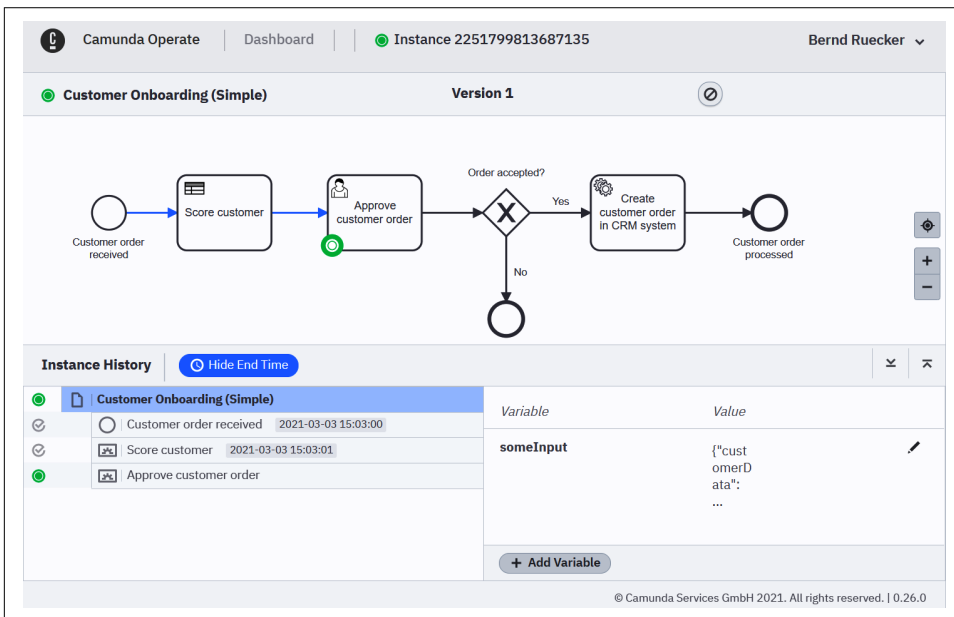 Camunda Operate
Dashboard
Instance 2251799813687135
Bernd Ruecker
Customer Onboarding (Simple)
Version 1
Order accepted?
Score customer
Approve
customer order
X
Yes
Create
customer order
in CRM system
Customer order
received
Customer order
processed
No
+
−
Instance History
Hide End Time
Customer Onboarding (Simple)
Customer order received 2021-03-03 15:03:00
Score customer 2021-03-03 15:03:01
Approve customer order
Variable Value
someInput
{"cust
omerD
ata":
...
+ Add Variable
© Camunda Services GmbH 2021. All rights reserved. | 0.26.0